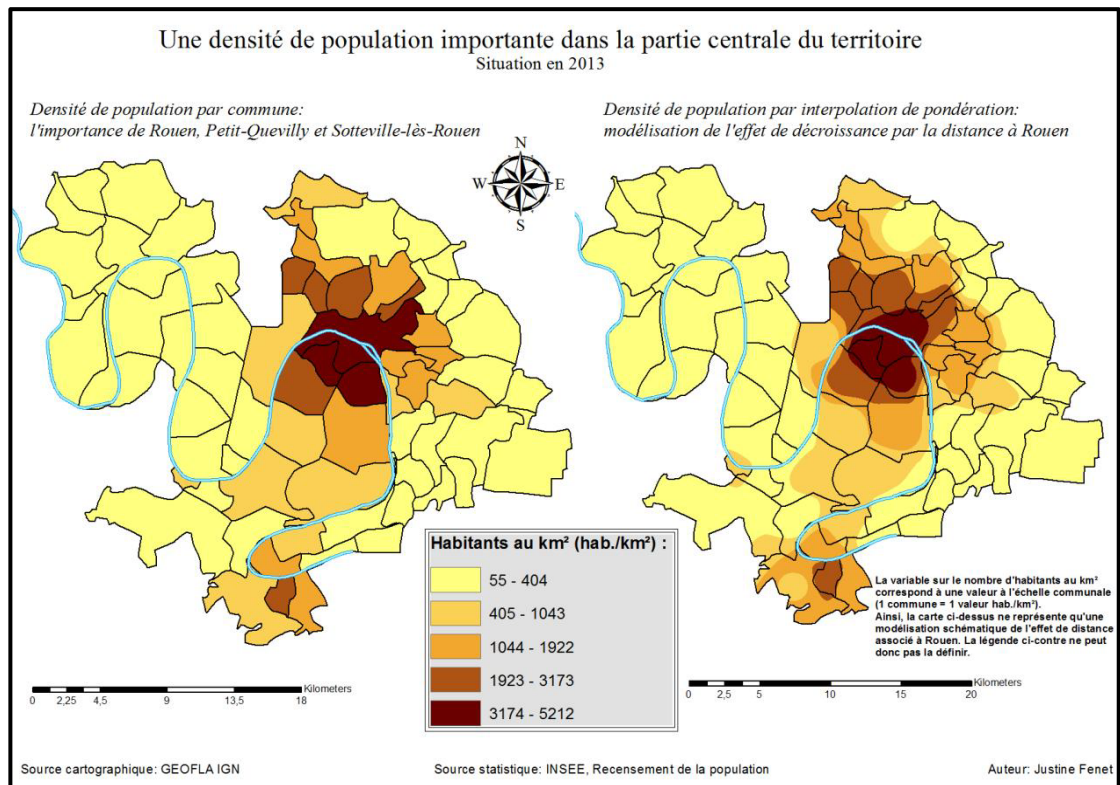 Une densité de population importante dans la partie centrale du territoire
Situation en 2013
Densité de population par commune:
l'importance de Rouen, Petit-Quevilly et Sotteville-lès-Rouen
Densité de population par interpolation de pondération:
modélisation de l'effet de décroissance par la distance à Rouen
N
W E
S
Habitants au km² (hab./km²) :
55 - 404
405 - 1043
1044 - 1922
1923 - 3173
3174 - 5212
La variable sur le nombre d'habitants au km²
correspond à une valeur à l'échelle communale
(1 commune = 1 valeur hab./km²).
Ainsi, la carte ci-dessus ne représente qu'une
modélisation schématique de l'effet de distance
associé à Rouen. La légende ci-contre ne peut
donc pas la définir.
Kilometers
0 2,25 4,5 9 13,5 18
Kilometers
0 2,5 5 10 15 20
Source cartographique: GEOFLA IGN
Source statistique: INSEE, Recensement de la population
Auteur: Justine Fenet